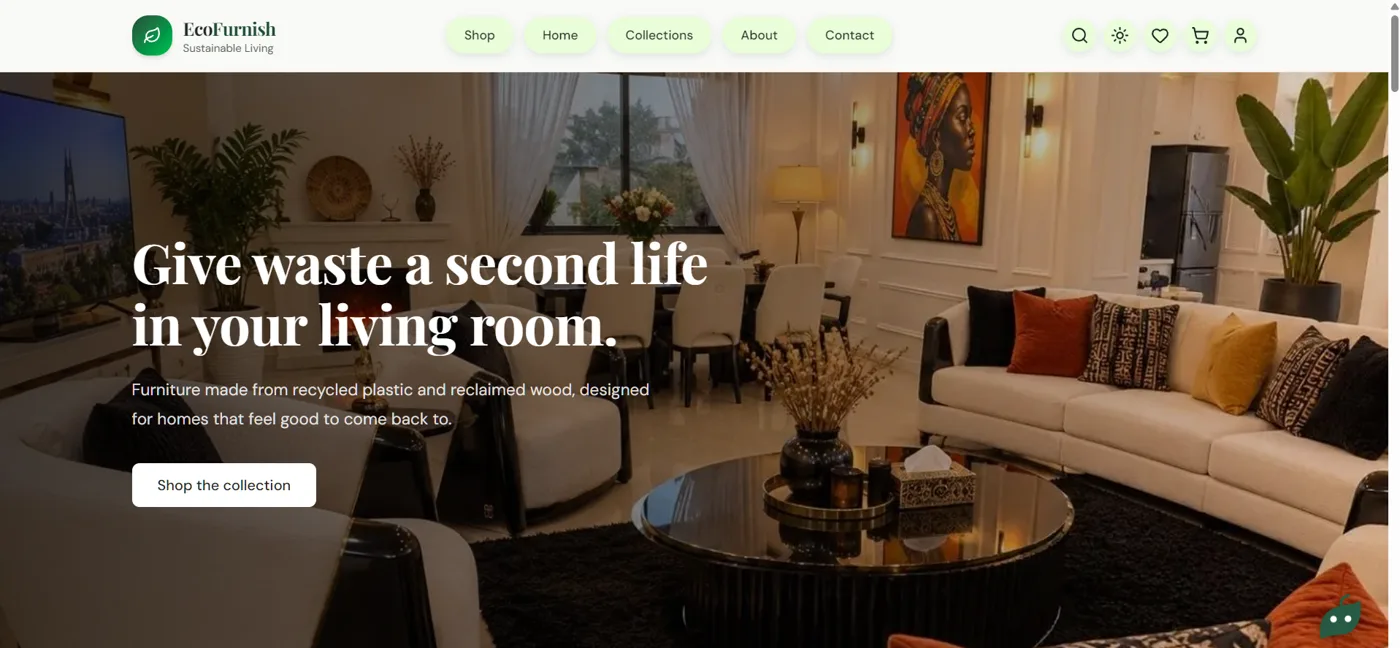 EcoFurnish
Sustainable Living
Shop
Home
Collections
About
Contact
Give waste a second life
in your living room.
Furniture made from recycled plastic and reclaimed wood, designed
for homes that feel good to come back to.
Shop the collection